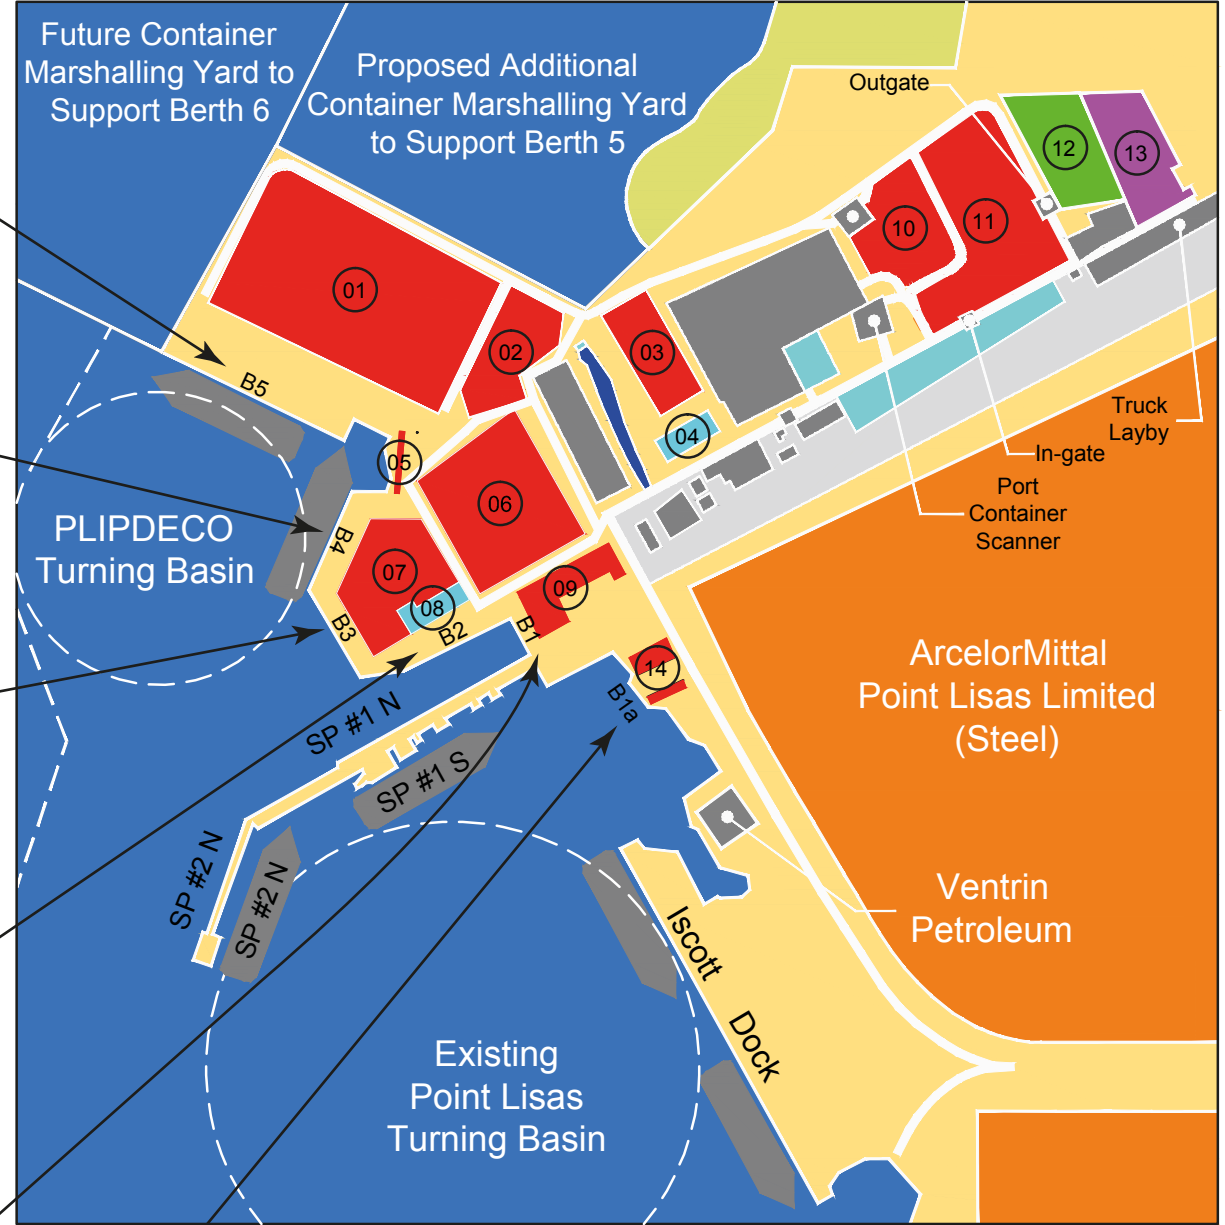 Future Container
Marshalling Yard to
Support Berth 6
Proposed Additional
Container Marshalling Yard
to Support Berth 5
Outgate
12
13
10
11
01
02
03
B5
Truck
Layby
04
In-gate
05
Port
Container
Scanner
06
PLIPDECO
Turning Basin
B4
07
08
09
B3
B2
B1
14
B1a
ArcelorMittal
Point Lisas Limited
(Steel)
SP #1 N
SP #1 S
SP #2 N
SP #2 N
Ventrin
Petroleum
Iscott
Dock
Existing
Point Lisas
Turning Basin